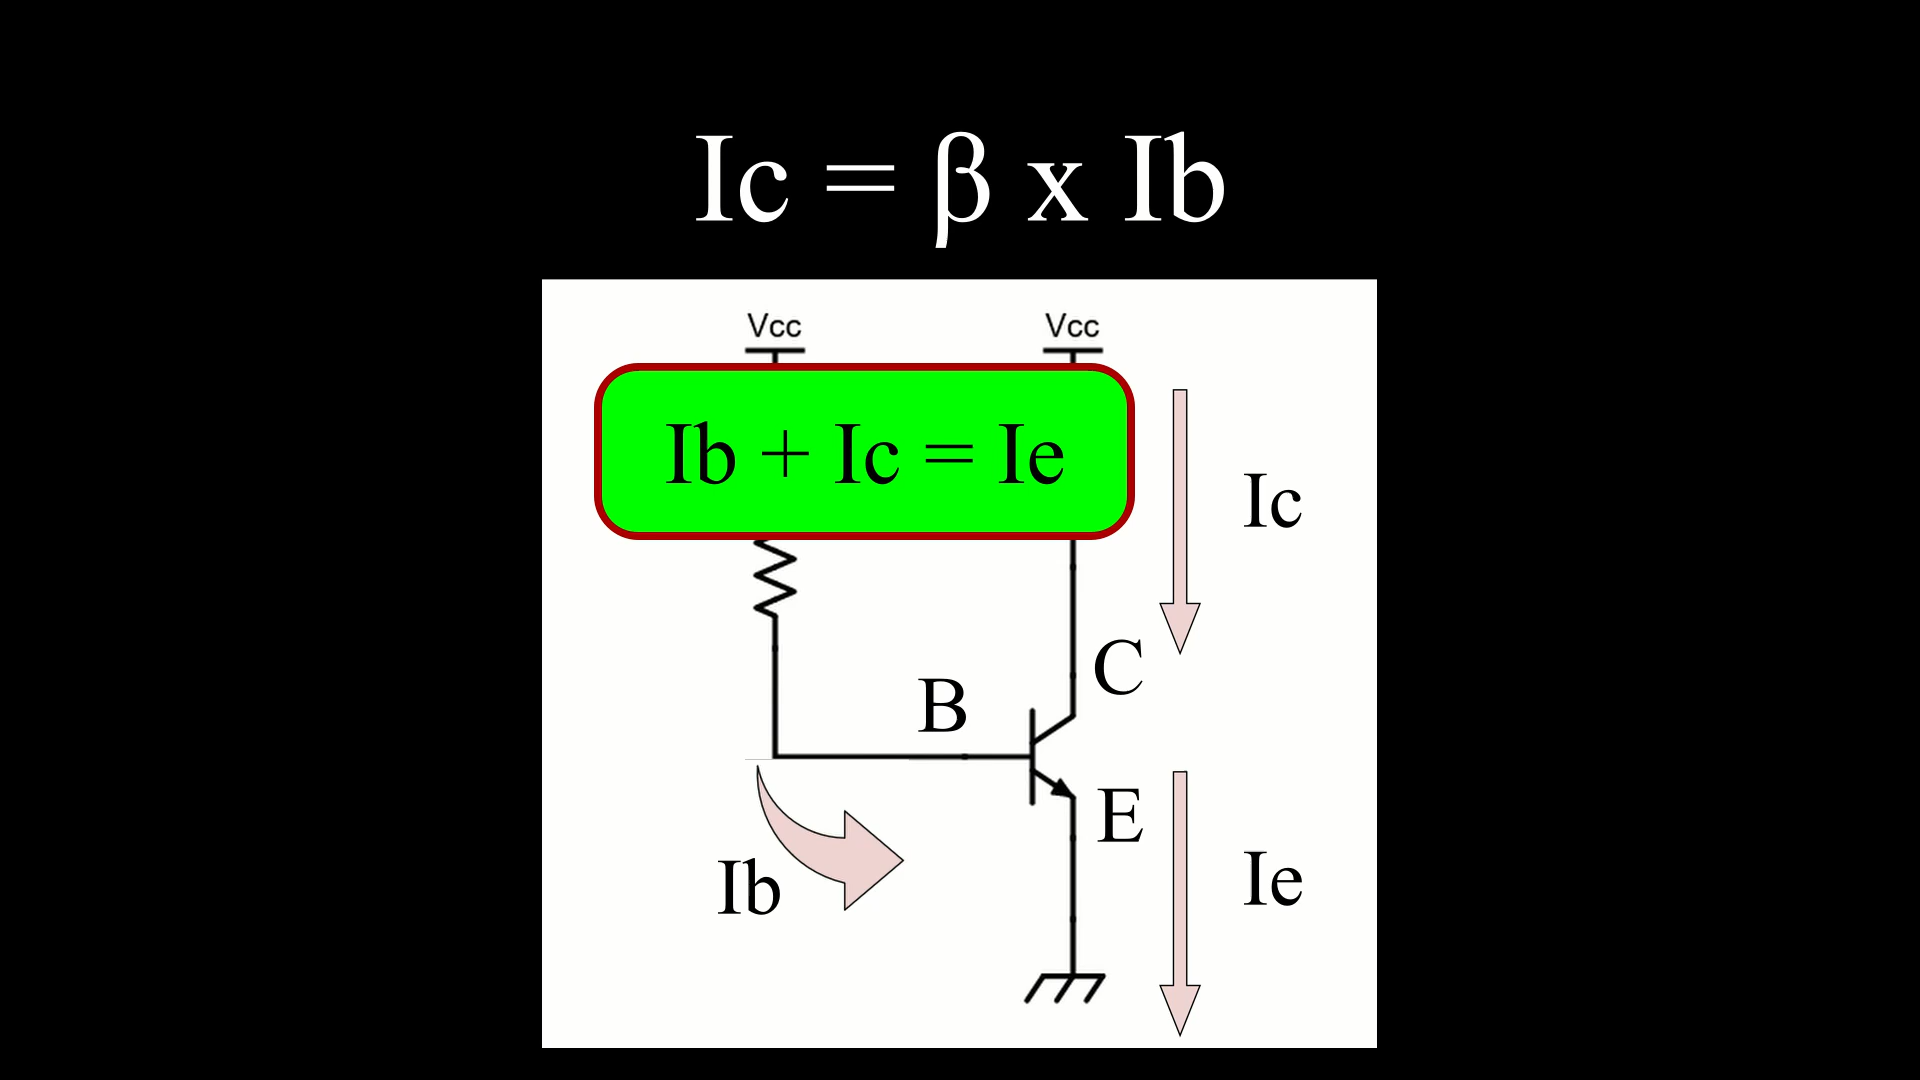 Ic = β x Ib
Vcc Vcc
Ib + Ic = Ie
Ic
C
B
E
Ib
Ie